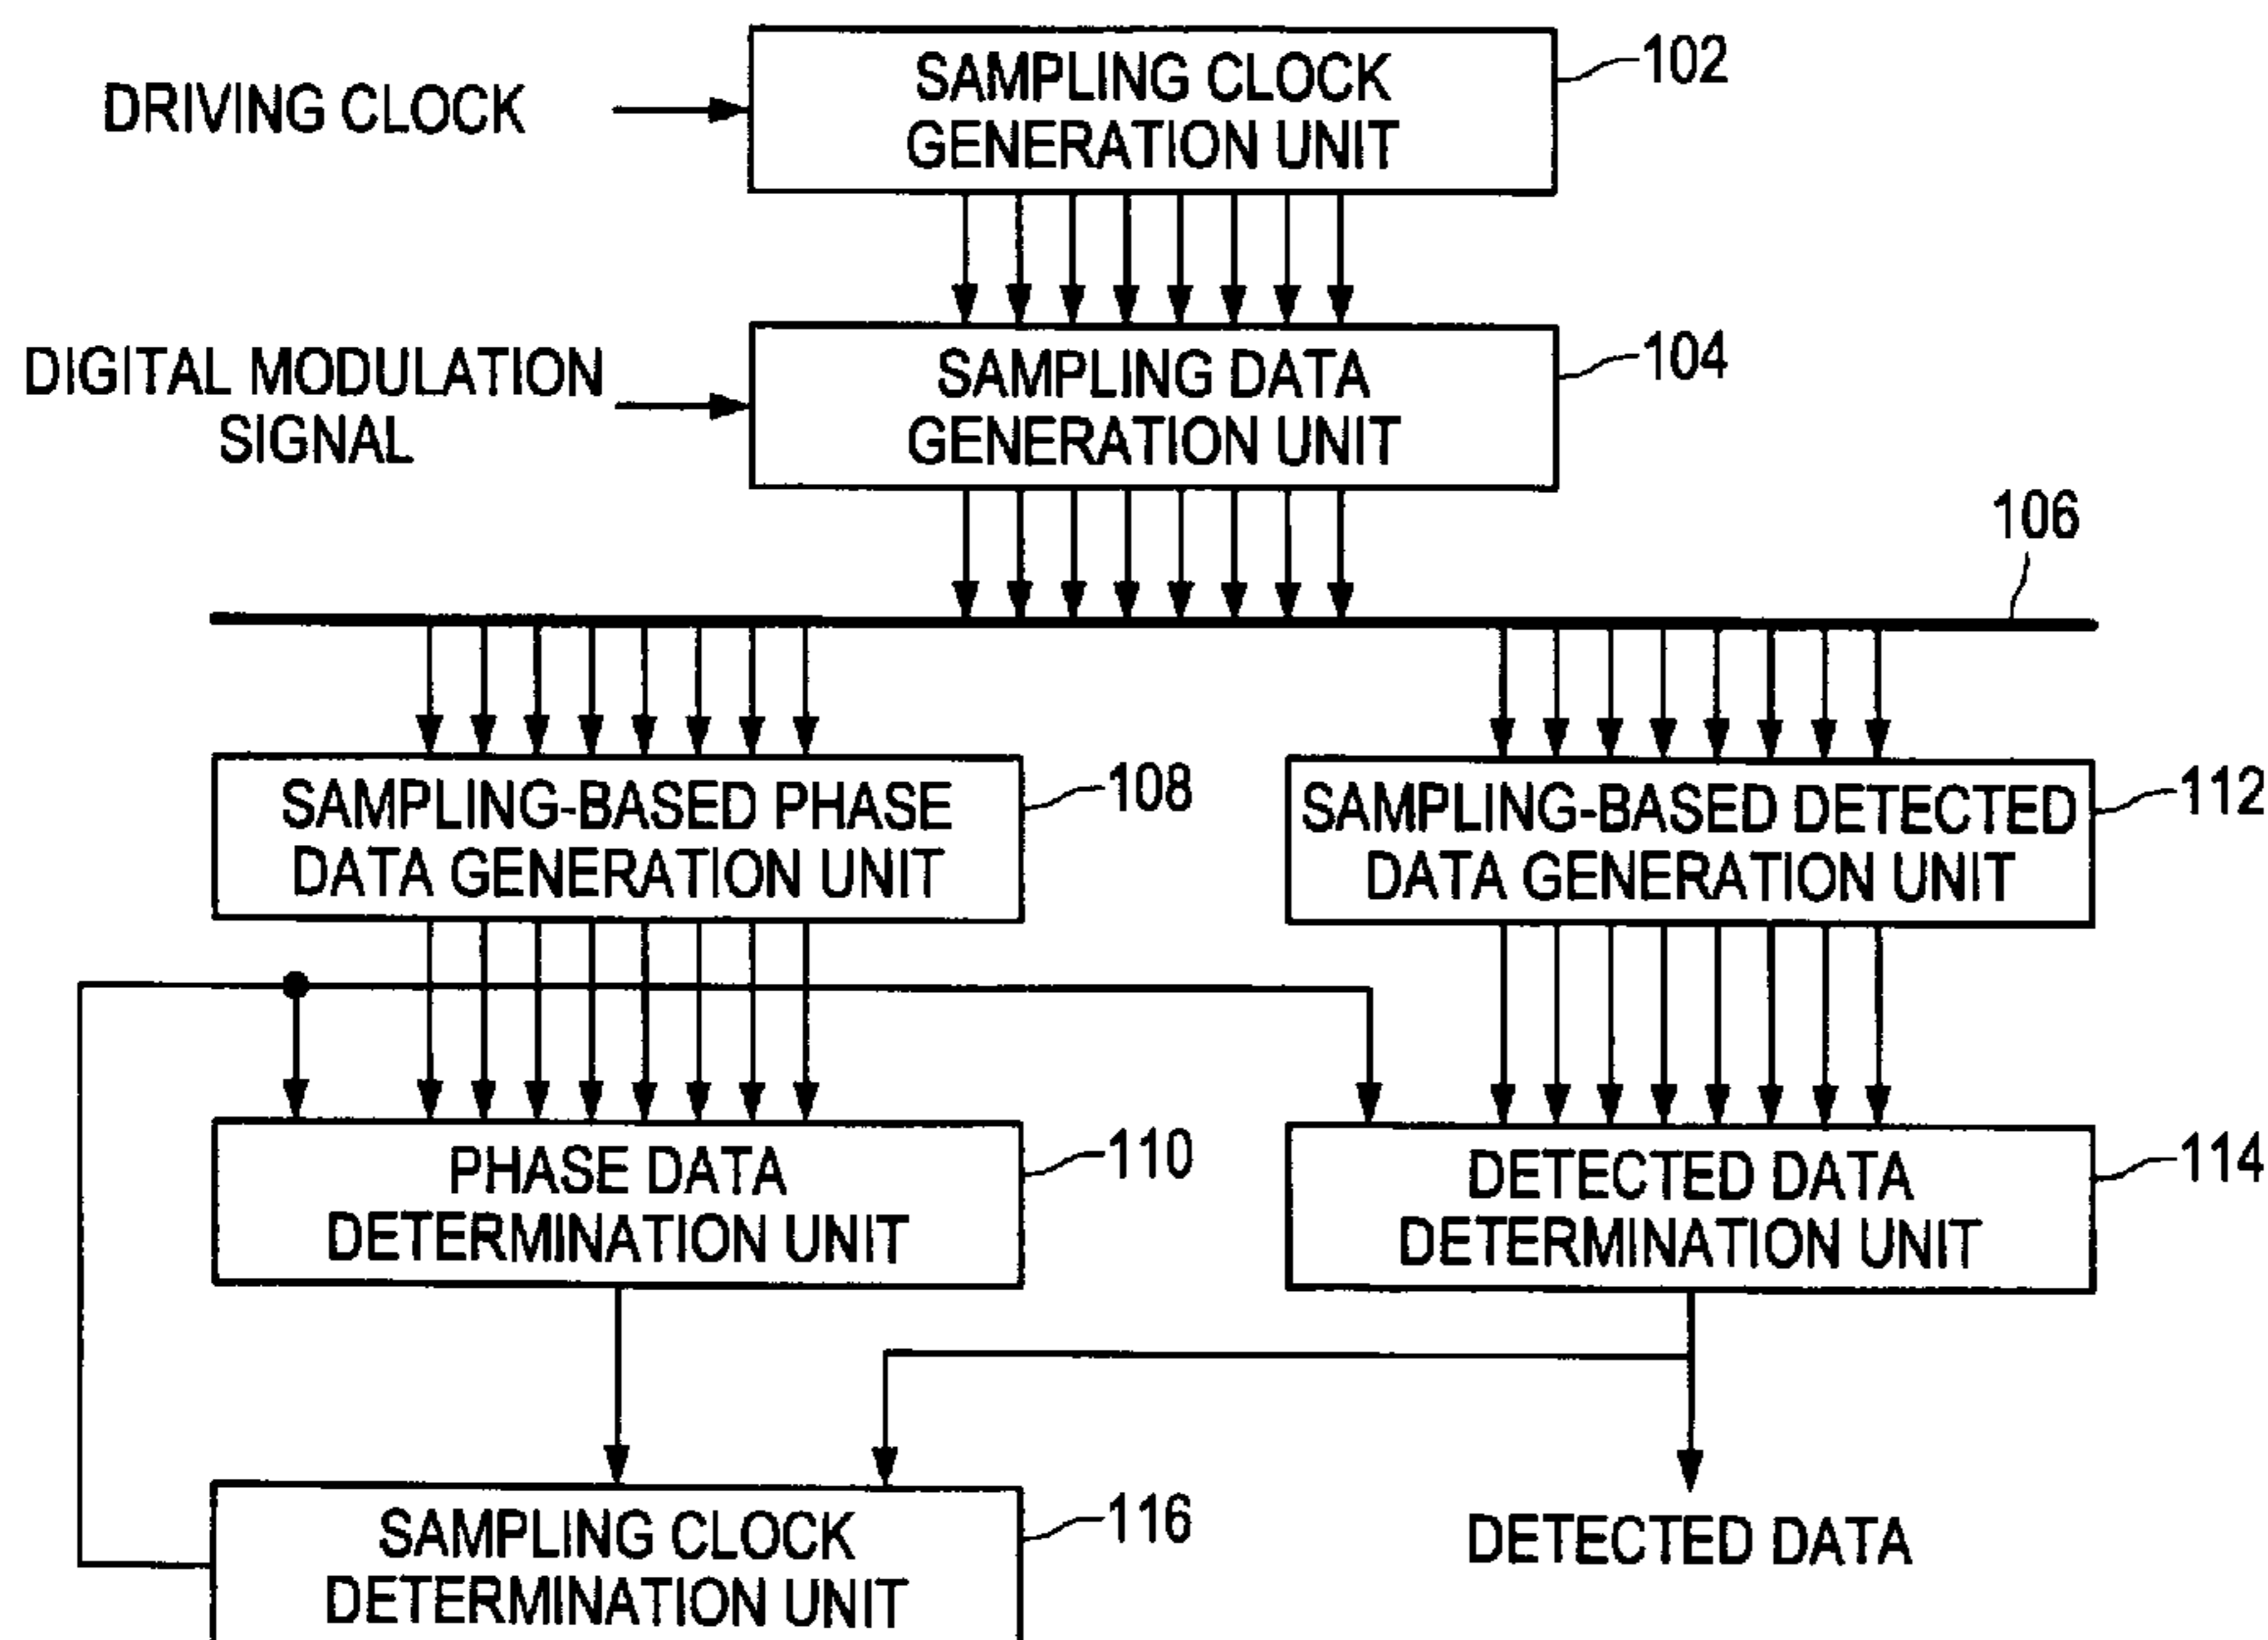 SAMPLING CLOCK
GENERATION UNIT
102
DRIVING CLOCK
SAMPLING DATA
GENERATION UNIT
104
DIGITAL MODULATION
SIGNAL
106
SAMPLING-BASED PHASE
DATA GENERATION UNIT
108
SAMPLING-BASED DETECTED
DATA GENERATION UNIT
112
PHASE DATA
DETERMINATION UNIT
110
DETECTED DATA
DETERMINATION UNIT
114
SAMPLING CLOCK
DETERMINATION UNIT
116
DETECTED DATA